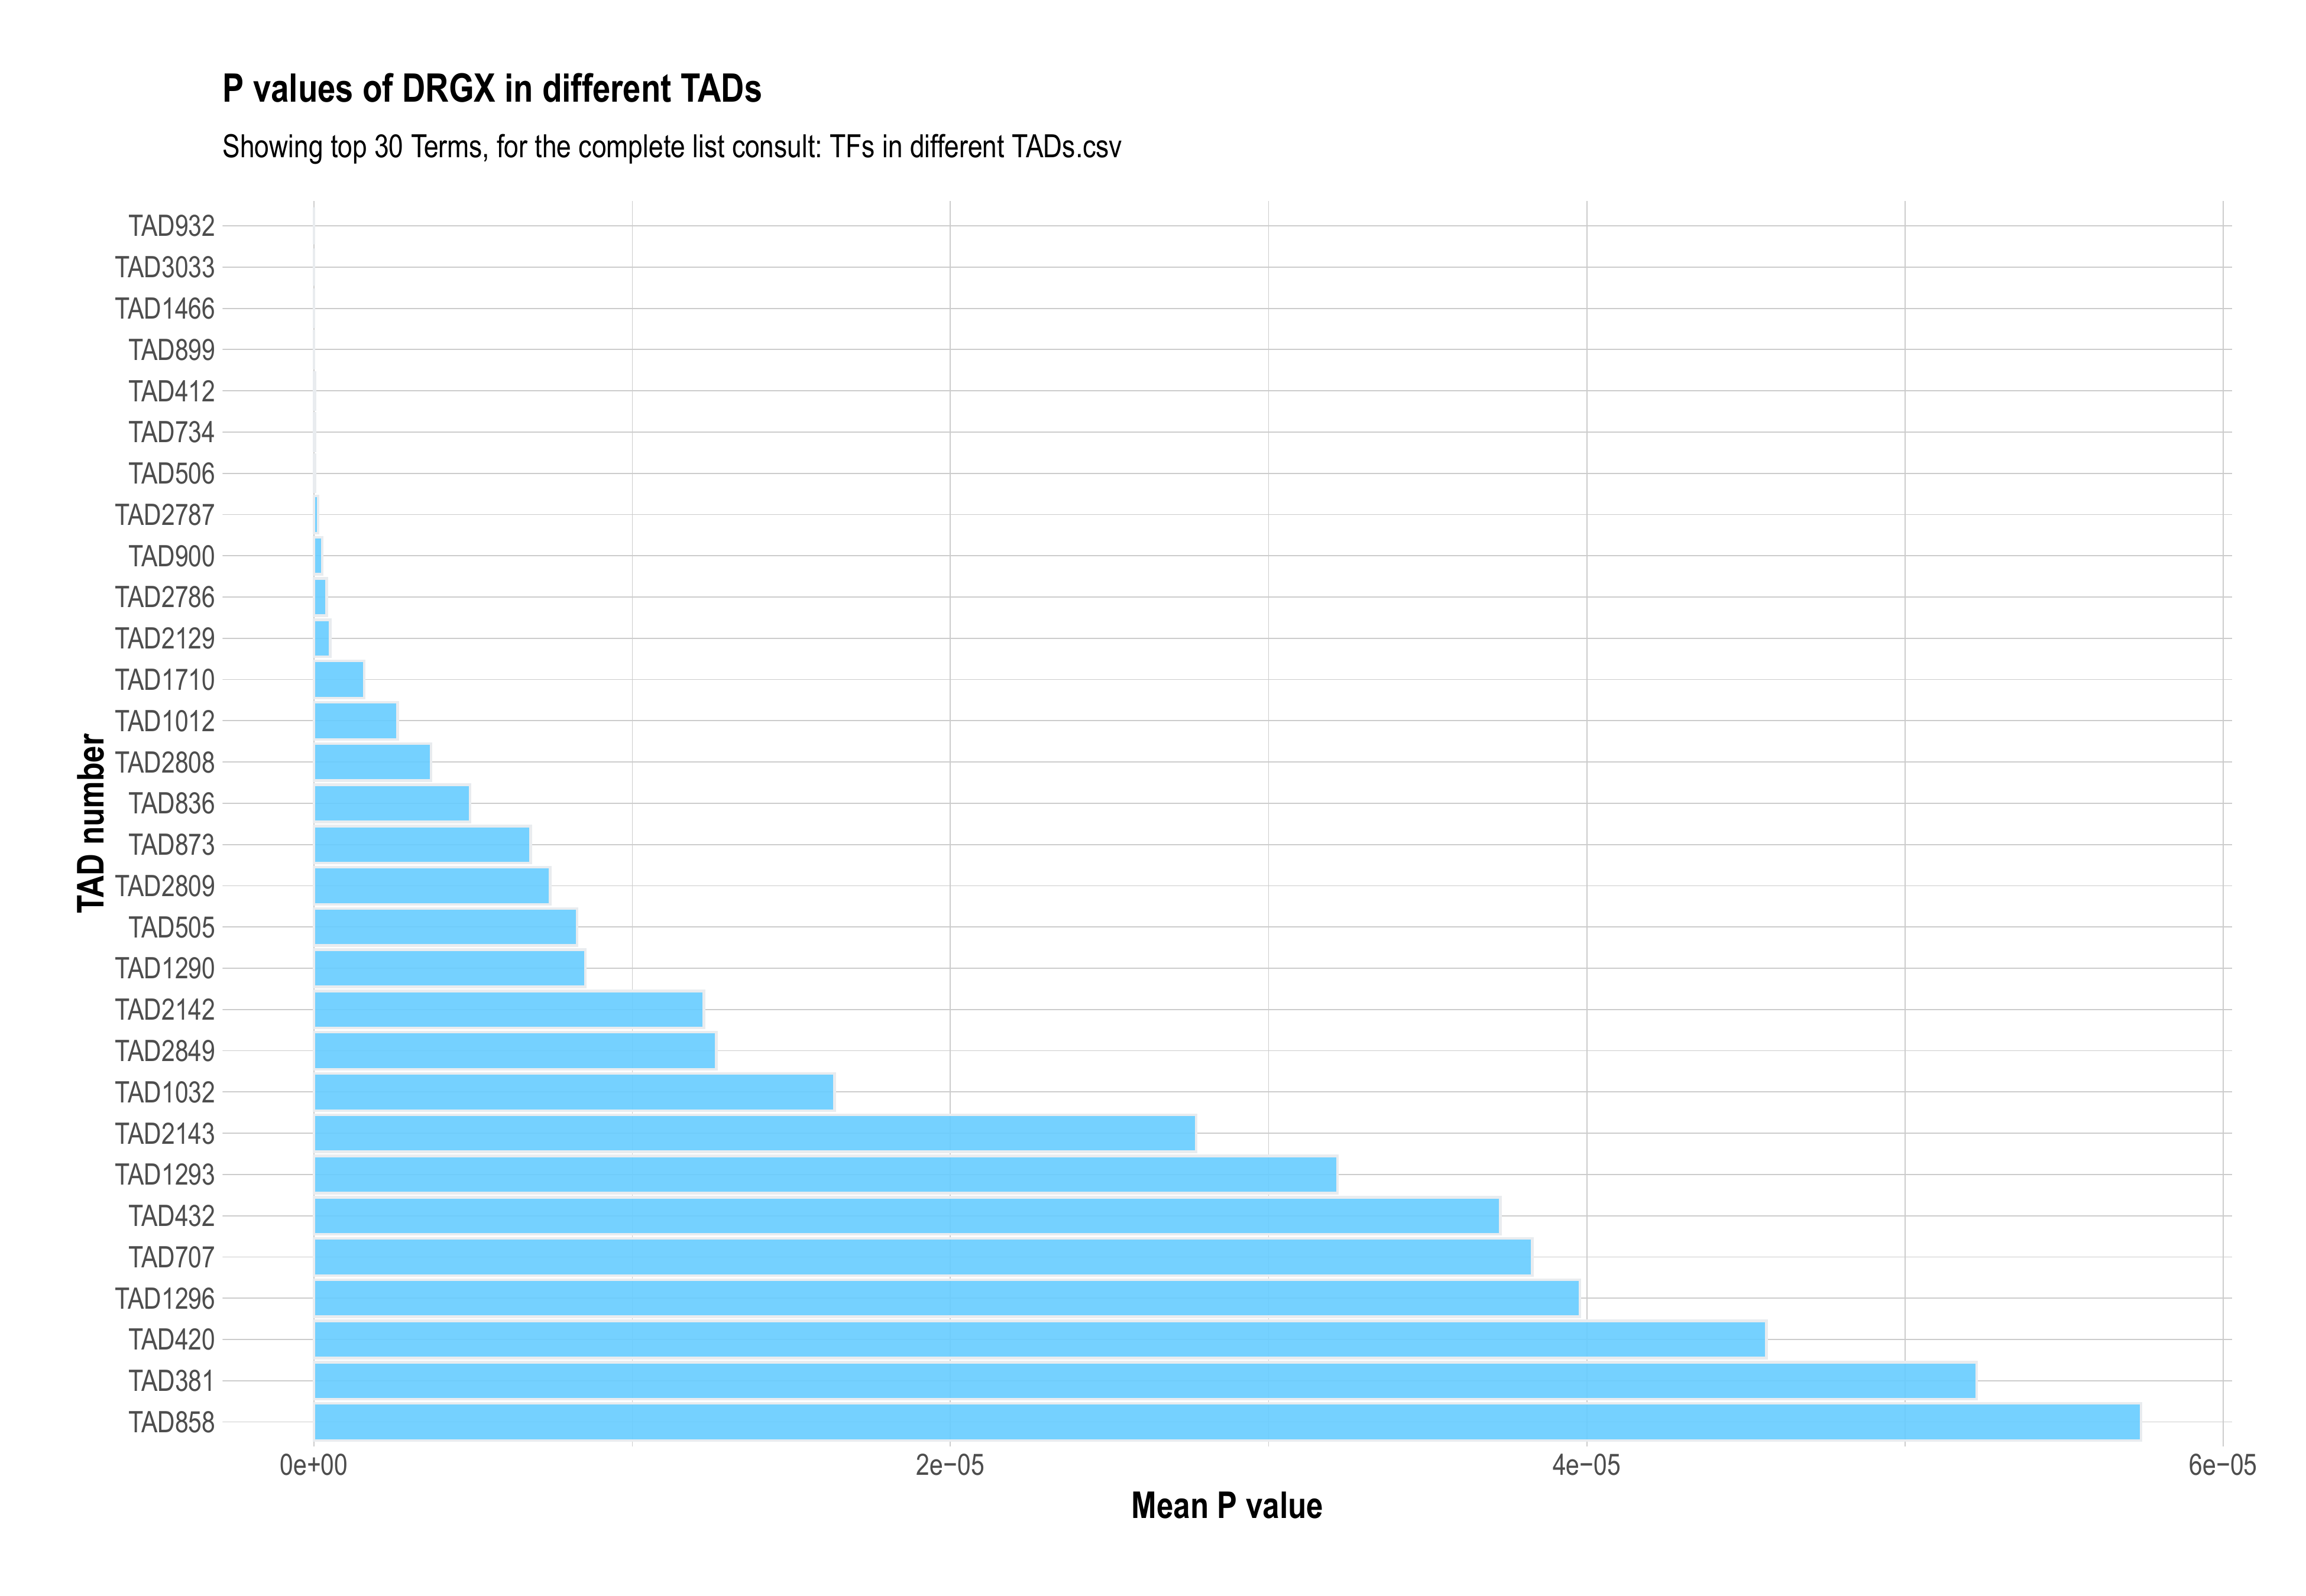 P values of DRGX in different TADs
Showing top 30 Terms, for the complete list consult: TFs in different TADs.csv
TAD number
TAD932
TAD3033
TAD1466
TAD899
TAD412
TAD734
TAD506
TAD2787
TAD900
TAD2786
TAD2129
TAD1710
TAD1012
TAD2808
TAD836
TAD873
TAD2809
TAD505
TAD1290
TAD2142
TAD2849
TAD1032
TAD2143
TAD1293
TAD432
TAD707
TAD1296
TAD420
TAD381
TAD858
0e+00 2e−05 4e−05 6e−05
Mean P value